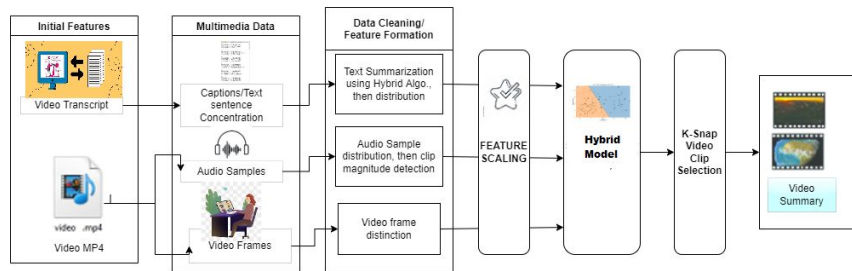 Initial Features
Video Transcript
video .mp4
Video MP4
Multimedia Data
Captions/Text
sentence
Concentration
Audio Samples
Video Frames
Data Cleaning/
Feature Formation
Text Summarization
using Hybrid Algo.,
then distribution
Audio Sample
distribution, then clip
magnitude detection
Video frame
distinction
FEATURE
SCALING
Hybrid
Model
K-Snap
Video
Clip
Selection
Video
Summary